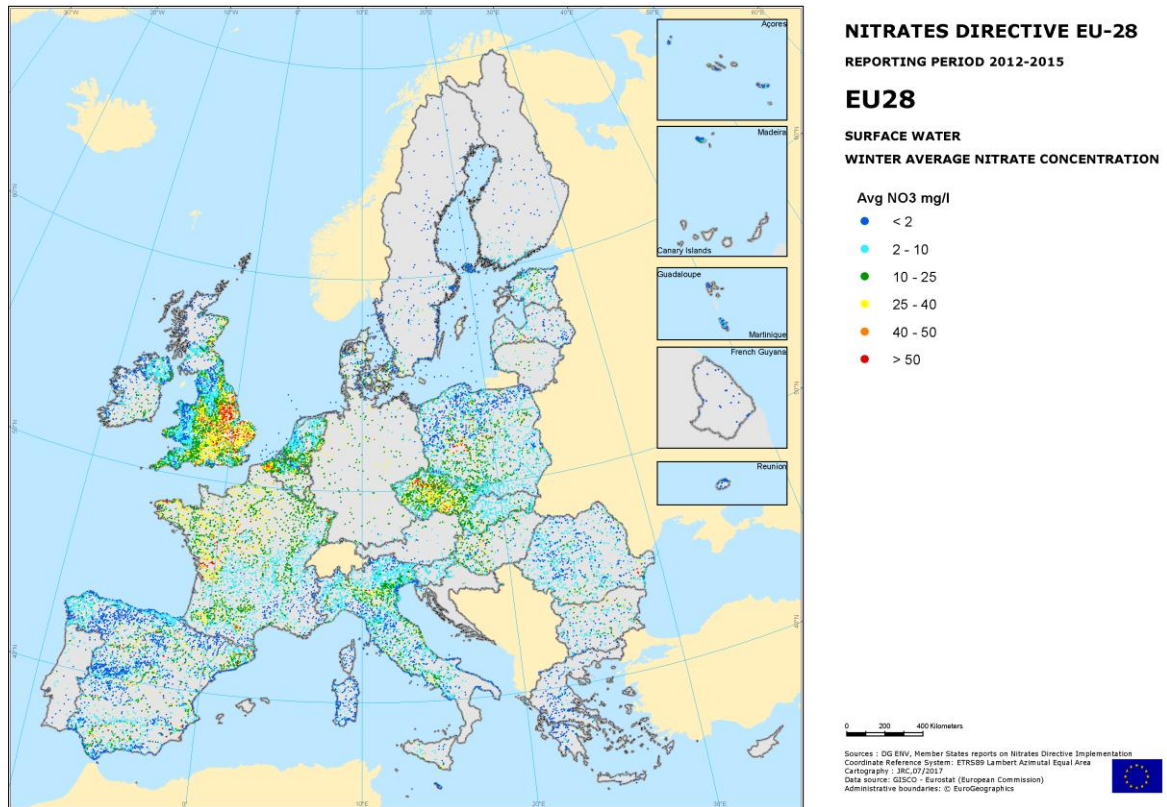 NITRATES DIRECTIVE EU-28
REPORTING PERIOD 2012-2015
EU28
SURFACE WATER
WINTER AVERAGE NITRATE CONCENTRATION
Avg NO3 mg/l
< 2
2 - 10
10 - 25
25 - 40
40 - 50
> 50
Açores
Madeira
Canary Islands
Guadaloupe
Martinique
French Guyana
Reunion
0 200 400 Kilometers
Sources : DG ENV, Member States reports on Nitrates Directive Implementation
Coordinate Reference System: ETRS89 Lambert Azimutal Equal Area
Cartography : JRC,07/2017
Data source: GISCO - Eurostat (European Commission)
Administrative boundaries: © EuroGeographics